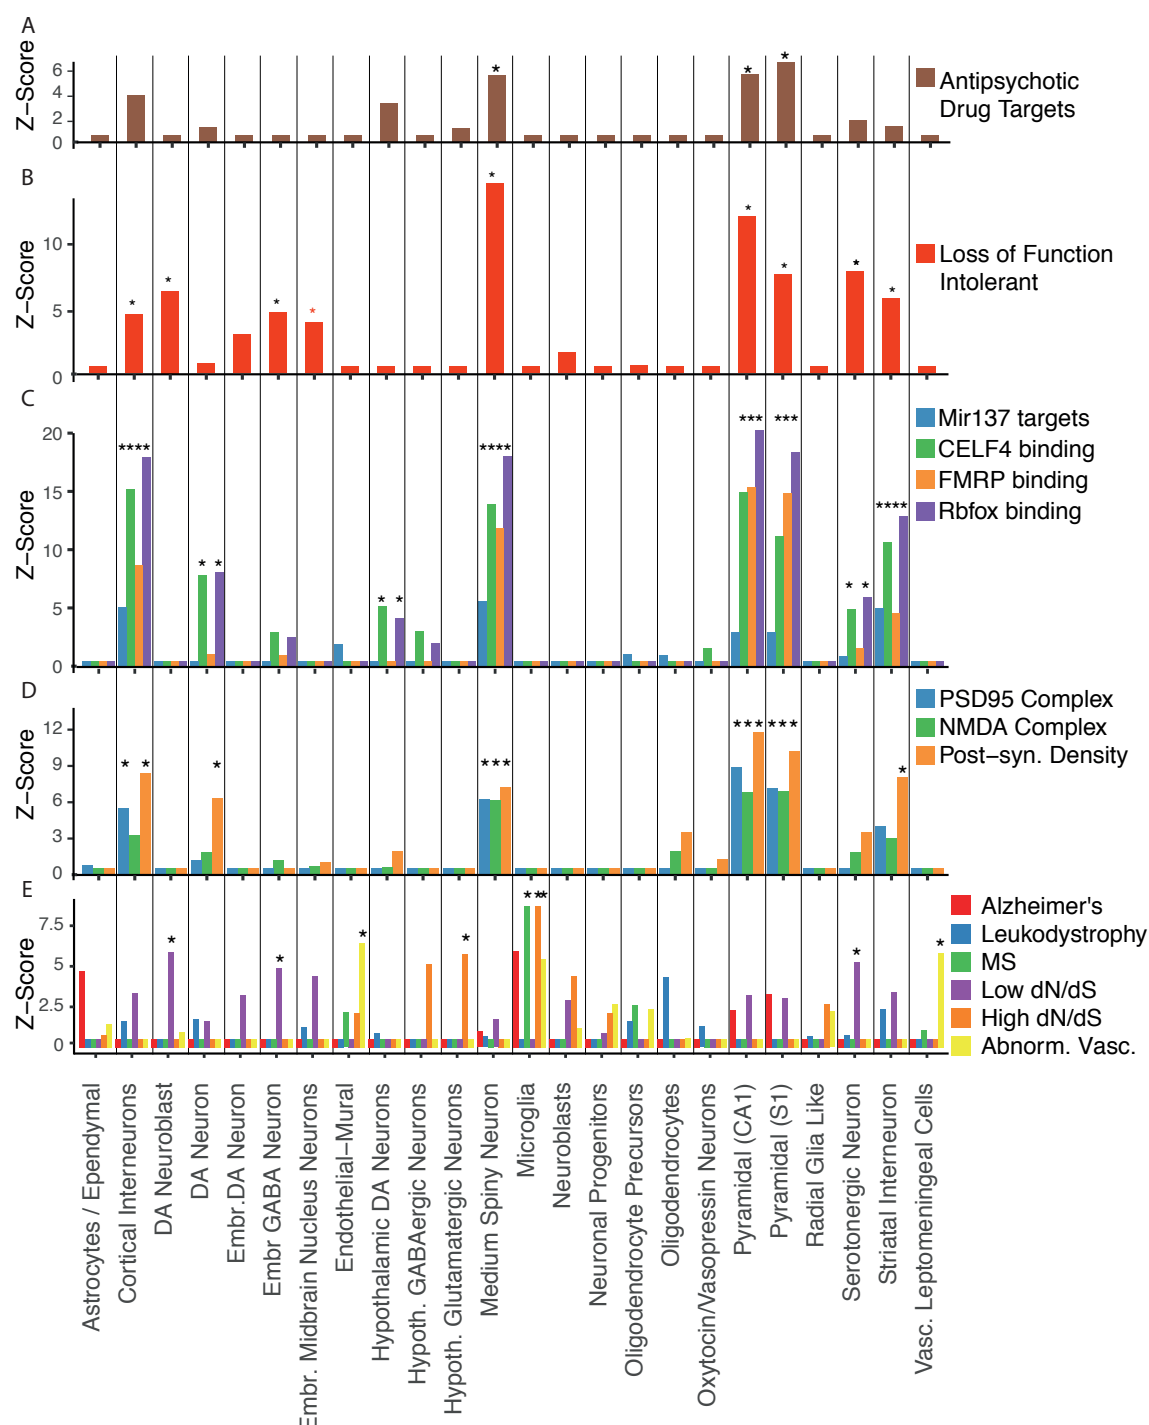 A
Z–Score
6
4
2
0
*
*
*
Antipsychotic
Drug Targets
B
Z–Score
10
5
0
*
*
*
*
*
*
*
*
*
Loss of Function
Intolerant
C
Z–Score
20
15
10
5
0
****
* *
* *
****
***
***
* *
****
Mir137 targets
CELF4 binding
FMRP binding
Rbfox binding
D
Z–Score
12
9
6
3
0
* *
*
***
***
***
*
PSD95 Complex
NMDA Complex
Post–syn. Density
E
Z–Score
7.5
5
2.5
0
*
*
*
*
* **
*
*
Alzheimer's
Leukodystrophy
MS
Low dN/dS
High dN/dS
Abnorm. Vasc.
Astrocytes / Ependymal
Cortical Interneurons
DA Neuroblast
DA Neuron
Embr.DA Neuron
Embr GABA Neuron
Embr. Midbrain Nucleus Neurons
Endothelial–Mural
Hypothalamic DA Neurons
Hypoth. GABAergic Neurons
Hypoth. Glutamatergic Neurons
Medium Spiny Neuron
Microglia
Neuroblasts
Neuronal Progenitors
Oligodendrocyte Precursors
Oligodendrocytes
Oxytocin/Vasopressin Neurons
Pyramidal (CA1)
Pyramidal (S1)
Radial Glia Like
Serotonergic Neuron
Striatal Interneuron
Vasc. Leptomeningeal Cells